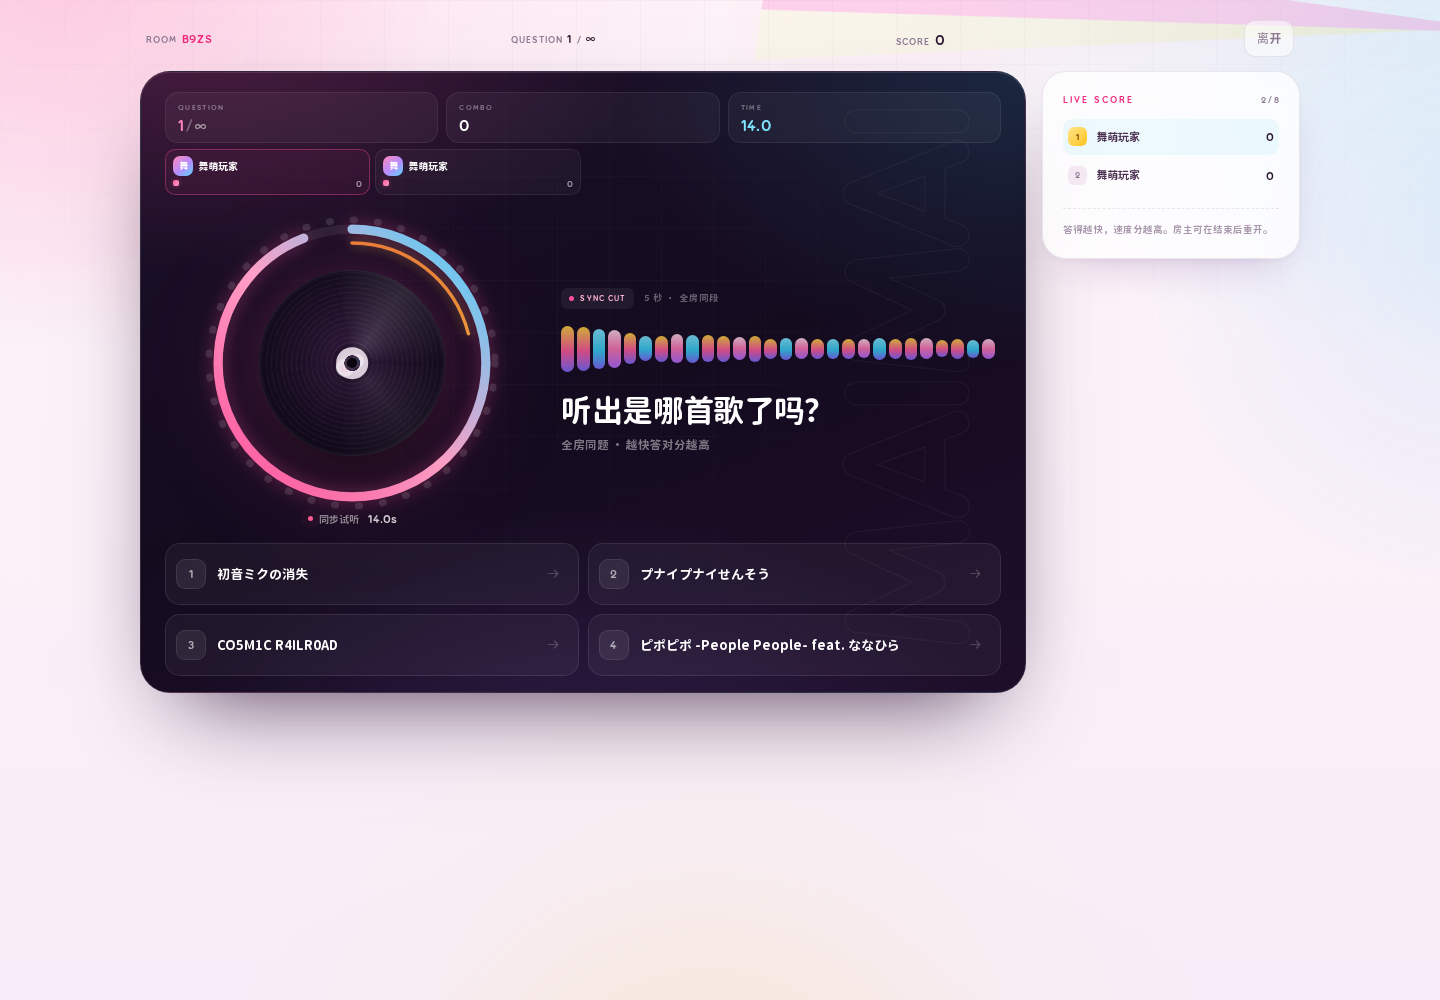 ROOM B9ZS
QUESTION 1 / ∞
SCORE 0
离开
QUESTION
1/∞
COMBO
0
TIME
14.0
舞 舞萌玩家
0
舞 舞萌玩家
0
SYNC CUT
5 秒 • 全房同段
听出是哪首歌了吗?
全房同题 • 越快答对分越高
同步试听 14.0s
1 初音ミクの消失 →
2 プナイプナイせんそう →
3 CO5M1C R4ILR0AD →
4 ピポピポ -People People- feat. ななひら →
MAIMAI
LIVE SCORE
2/8
1 舞萌玩家 0
2 舞萌玩家 0
答得越快，速度分越高。房主可在结束后重开。